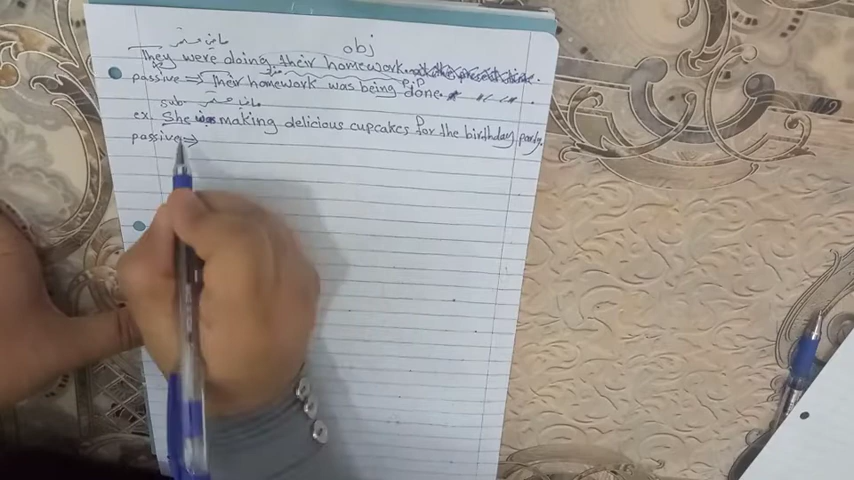 ماضي مستمر obj
They were doing their homework.
passive ⇒ Their homework was being done. P.P
sub ماضي مستمر
ex. She was making delicious cupcakes for the birthday party.
passive ⇒